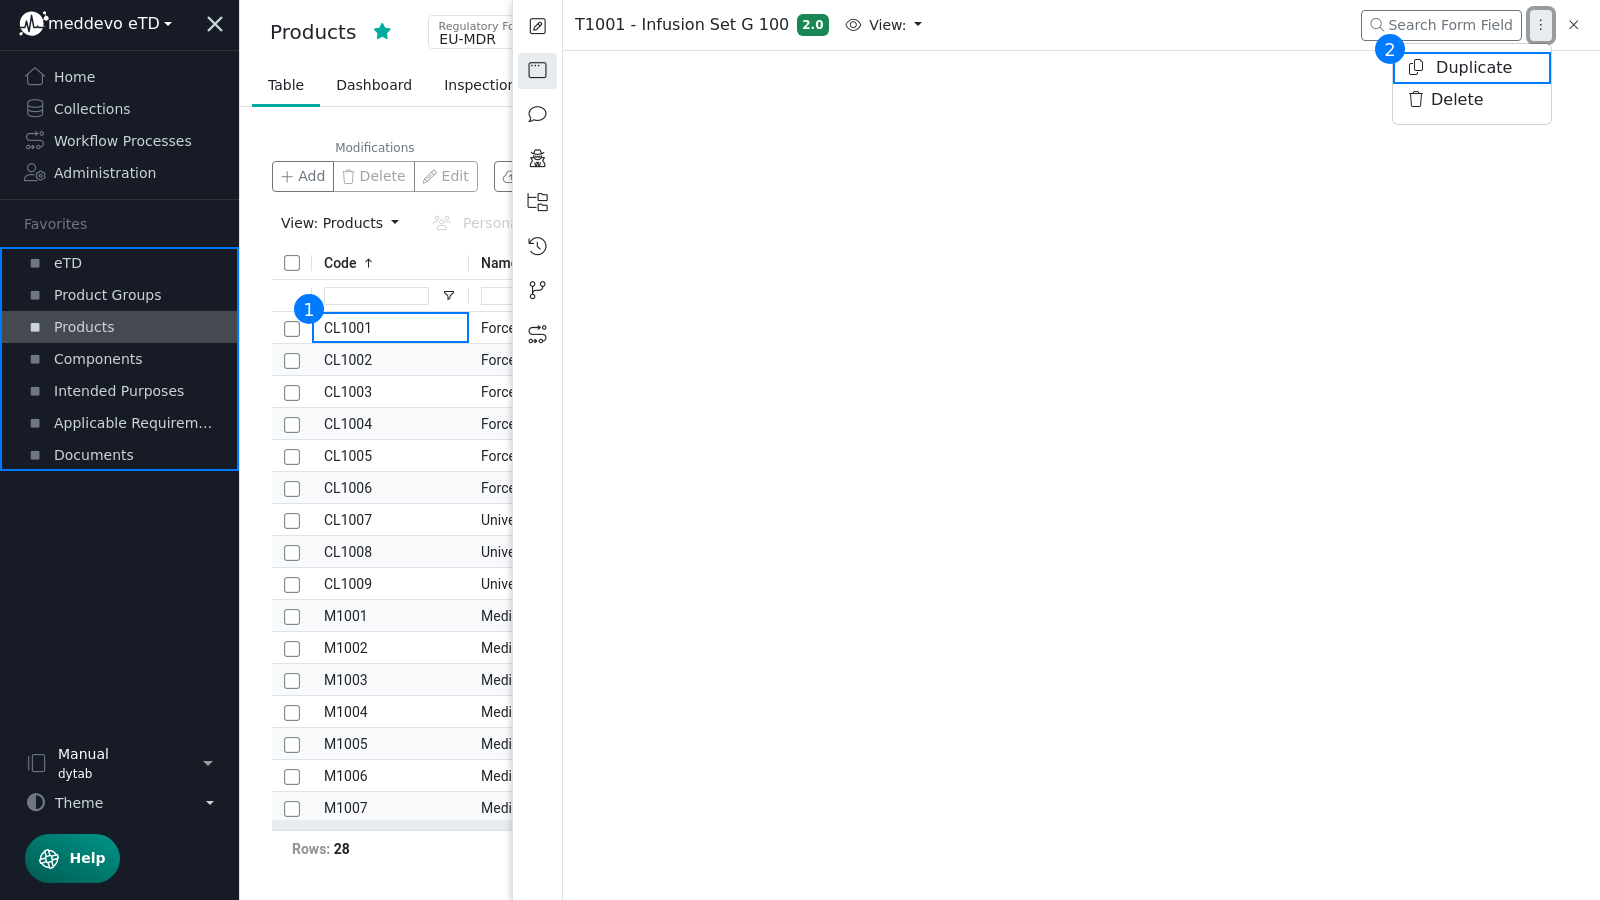 meddevo eTD
Home
Collections
Workflow Processes
Administration
Favorites
eTD
Product Groups
Products
Components
Intended Purposes
Applicable Requirem...
Documents
Manual
dytab
Theme
Help
Products
Regulatory Fo
EU-MDR
Table
Dashboard
Inspection
Modifications
Add
Delete
Edit
View: Products
Persona
Code
Name
1
CL1001
Force
CL1002
Force
CL1003
Force
CL1004
Force
CL1005
Force
CL1006
Force
CL1007
Unive
CL1008
Unive
CL1009
Unive
M1001
Medi
M1002
Medi
M1003
Medi
M1004
Medi
M1005
Medi
M1006
Medi
M1007
Medi
Rows: 28
T1001 - Infusion Set G 100
2.0
View:
Search Form Field
2
Duplicate
Delete